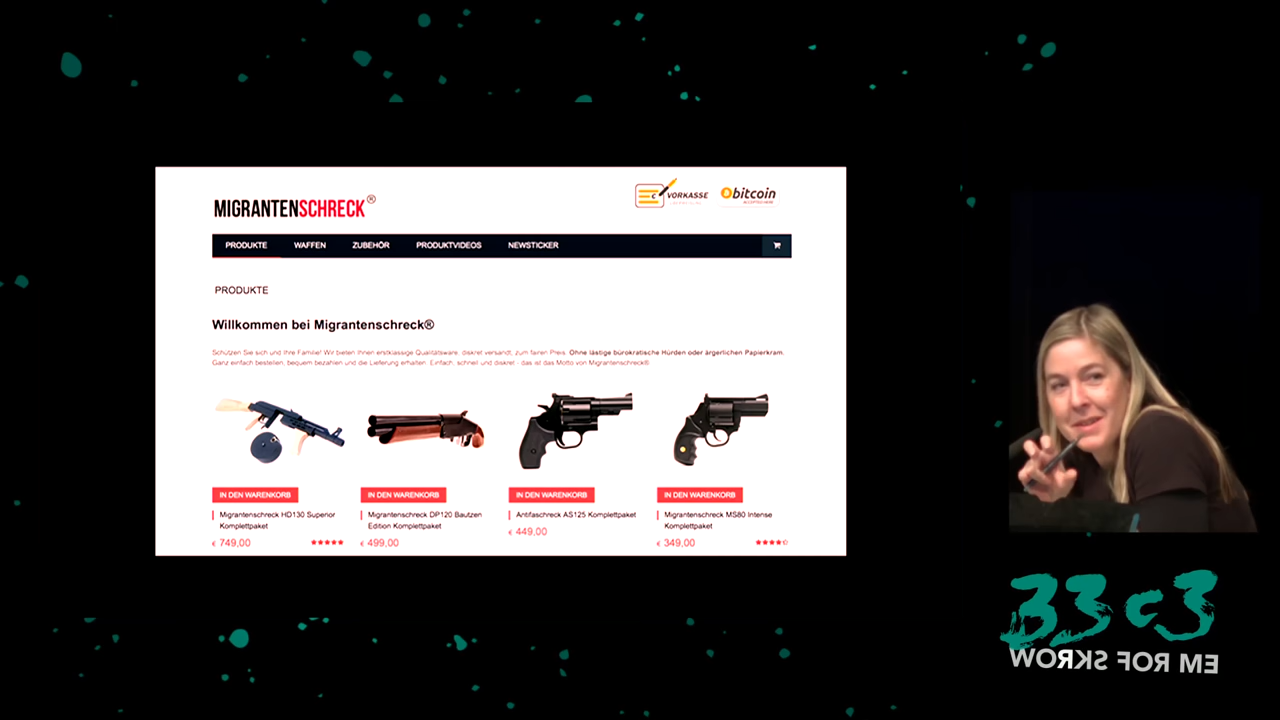 MIGRANTENSCHRECK®
VORKASSE
bitcoin
PRODUKTE WAFFEN ZUBEHÖR PRODUKTVIDEOS NEWSTICKER
PRODUKTE
Willkommen bei Migrantenschreck®
Schützen Sie sich und Ihre Familie! Wir bieten Ihnen erstklassige Qualitätsware, diskret versandt, zum fairen Preis. Ohne lästige bürokratische Hürden oder ärgerlichen Papierkram.
Ganz einfach bestellen, bequem bezahlen und die Lieferung erhalten. Einfach, schnell und diskret - das ist das Motto von Migrantenschreck®
IN DEN WARENKORB IN DEN WARENKORB IN DEN WARENKORB IN DEN WARENKORB
Migrantenschreck HD130 Superior
Komplettpaket
€ 749,00
Migrantenschreck DP120 Bautzen
Edition Komplettpaket
€ 499,00
Antifaschreck AS125 Komplettpaket
€ 449,00
Migrantenschreck MS80 Intense
Komplettpaket
€ 349,00
33c3
WORKS FOR ME